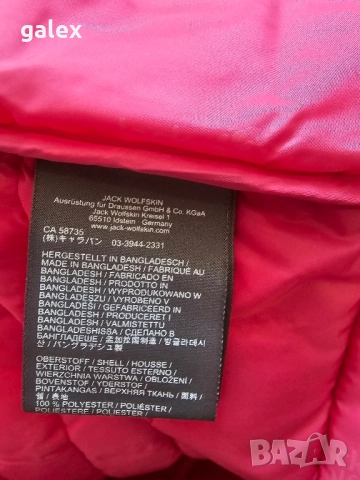 galex
JACK WOLFSKIN
Ausrüstung für Draussen GmbH & Co. KGaA
Jack Wolfskin Kreisel 1
65510 Idstein - Germany
www.jack-wolfskin.com
CA 58735
(株)キャラバン 03-3944-2331
HERGESTELLT IN BANGLADESCH /
MADE IN BANGLADESH / FABRIQUÉ AU
BANGLADESH / FABRICADO EN
BANGLADESH / PRODOTTO IN
BANGLADESH / WYPRODUKOWANO W
BANGLADESZU / VYROBENO V
BANGLADÉŠI / GEFABRICEERD IN
BANGLADESH / PRODUCERET I
BANGLADESH / VALMISTETTU
BANGLADESHISSA / СДЕЛАНО В
БАНГЛАДЕШ / 孟加拉國制造 / 방글라데시
산 / バングラデシュ製
OBERSTOFF / SHELL / HOUSSE /
EXTERIOR / TESSUTO ESTERNO /
WIERZCHNIA WARSTWA / OBLOŽENÍ /
BOVENSTOF / YDERSTOF /
PINTAKANGAS / ВЕРХНЯЯ ТКАНЬ / 面料 /
겉 / 表地
100 % POLYESTER / POLIÉSTER /
BAZAR